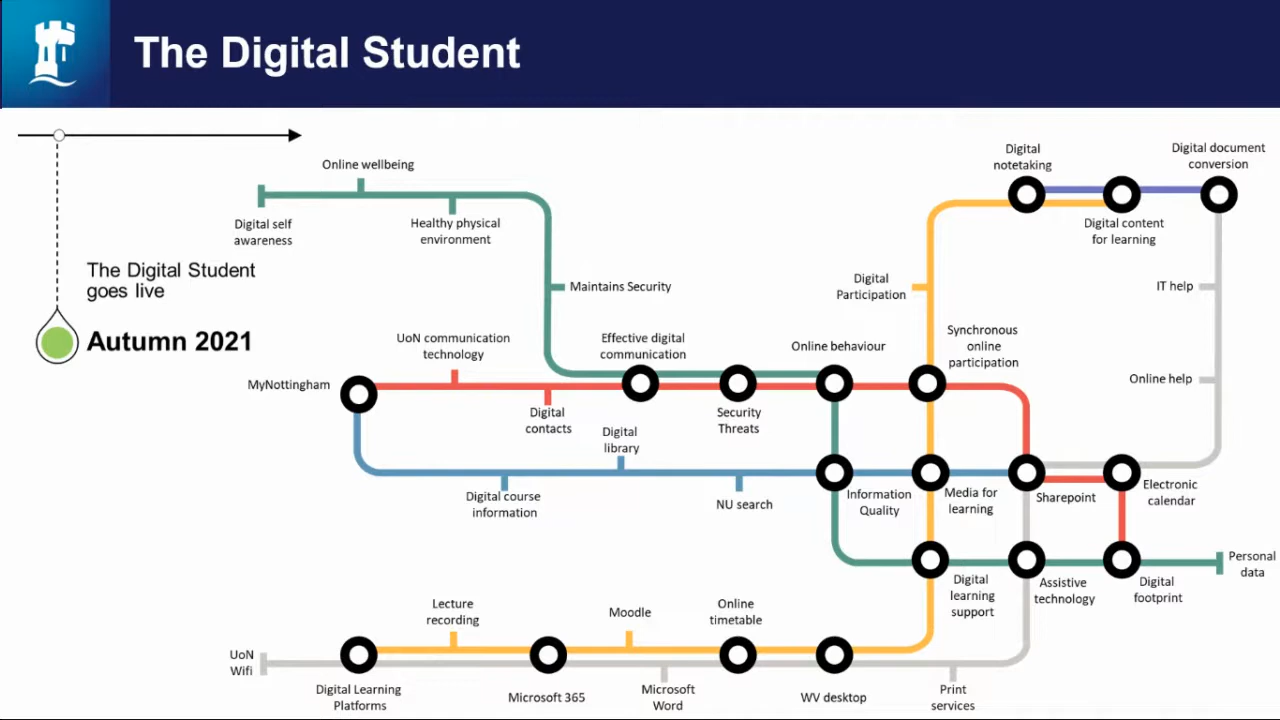 The Digital Student
Digital
notetaking
Digital document
conversion
Online wellbeing
Digital self
awareness
Healthy physical
environment
Digital content
for learning
The Digital Student
goes live
Autumn 2021
Maintains Security
Digital
Participation
IT help
UoN communication
technology
Effective digital
communication
Online behaviour
Synchronous
online
participation
MyNottingham
Online help
Digital
contacts
Security
Threats
Digital
library
Digital course
information
NU search
Information
Quality
Media for
learning
Sharepoint
Electronic
calendar
Personal
data
Digital
learning
support
Assistive
technology
Digital
footprint
Lecture
recording
Moodle
Online
timetable
UoN
Wifi
Digital Learning
Platforms
Microsoft 365
Microsoft
Word
WV desktop
Print
services